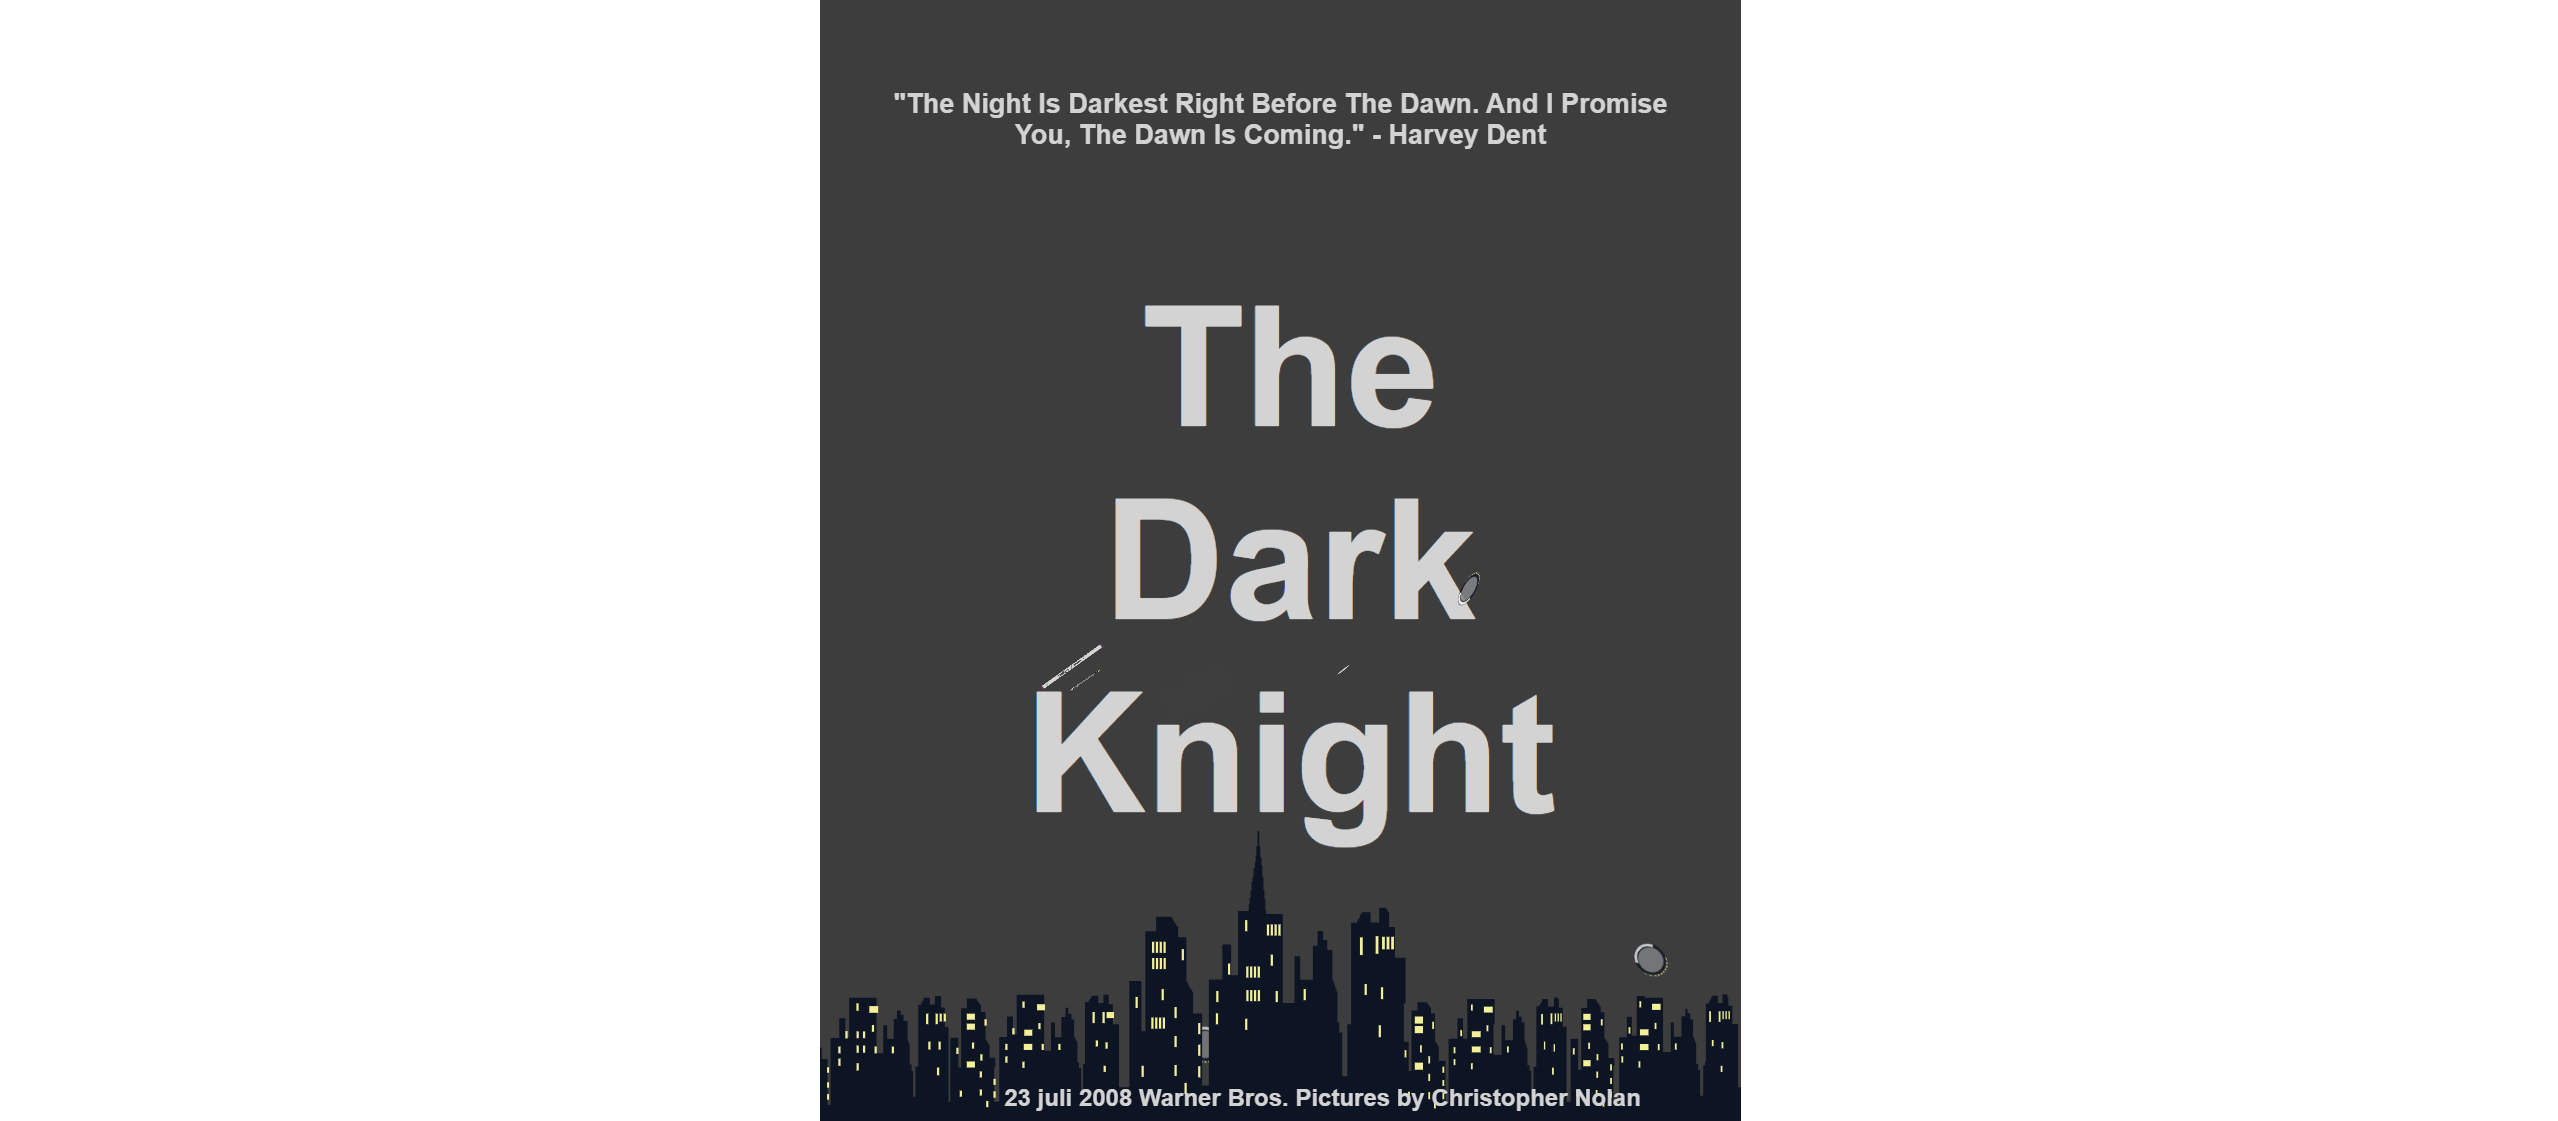 "The Night Is Darkest Right Before The Dawn. And I Promise
You, The Dawn Is Coming." - Harvey Dent
The
Dark
Knight
23 juli 2008 Warner Bros. Pictures by Christopher Nolan